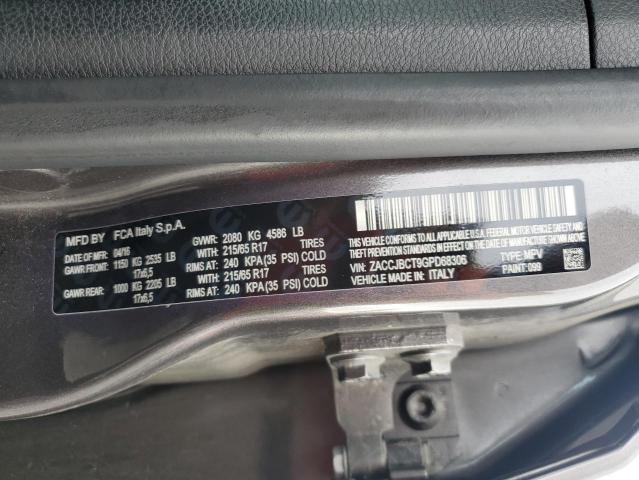 MFD BY FCA Italy S.p.A.
DATE OF MFR 04/16 GVWR: 2080 KG 4586 LB
GAWR FRONT: 1150 KG 2535 LB 215/65 R17 TIRES
17x6,5 RIMS AT: 240 KPA (35 PSI) COLD
GAWR REAR: 1000 KG 2205 LB 215/65 R17 TIRES
17x6,5 RIMS AT: 240 KPA (35 PSI) COLD
THIS VEHICLE CONFORMS TO ALL APPLICABLE FEDERAL MOTOR VEHICLE
SAFETY, BUMPER, AND
THEFT PREVENTION STANDARDS IN EFFECT ON THE DATE OF MFR SHOWN ABOVE
VIN: ZACCJBCT9GPD68306 TYPE: MPV
VEHICLE MADE IN: ITALY PAINT: 099